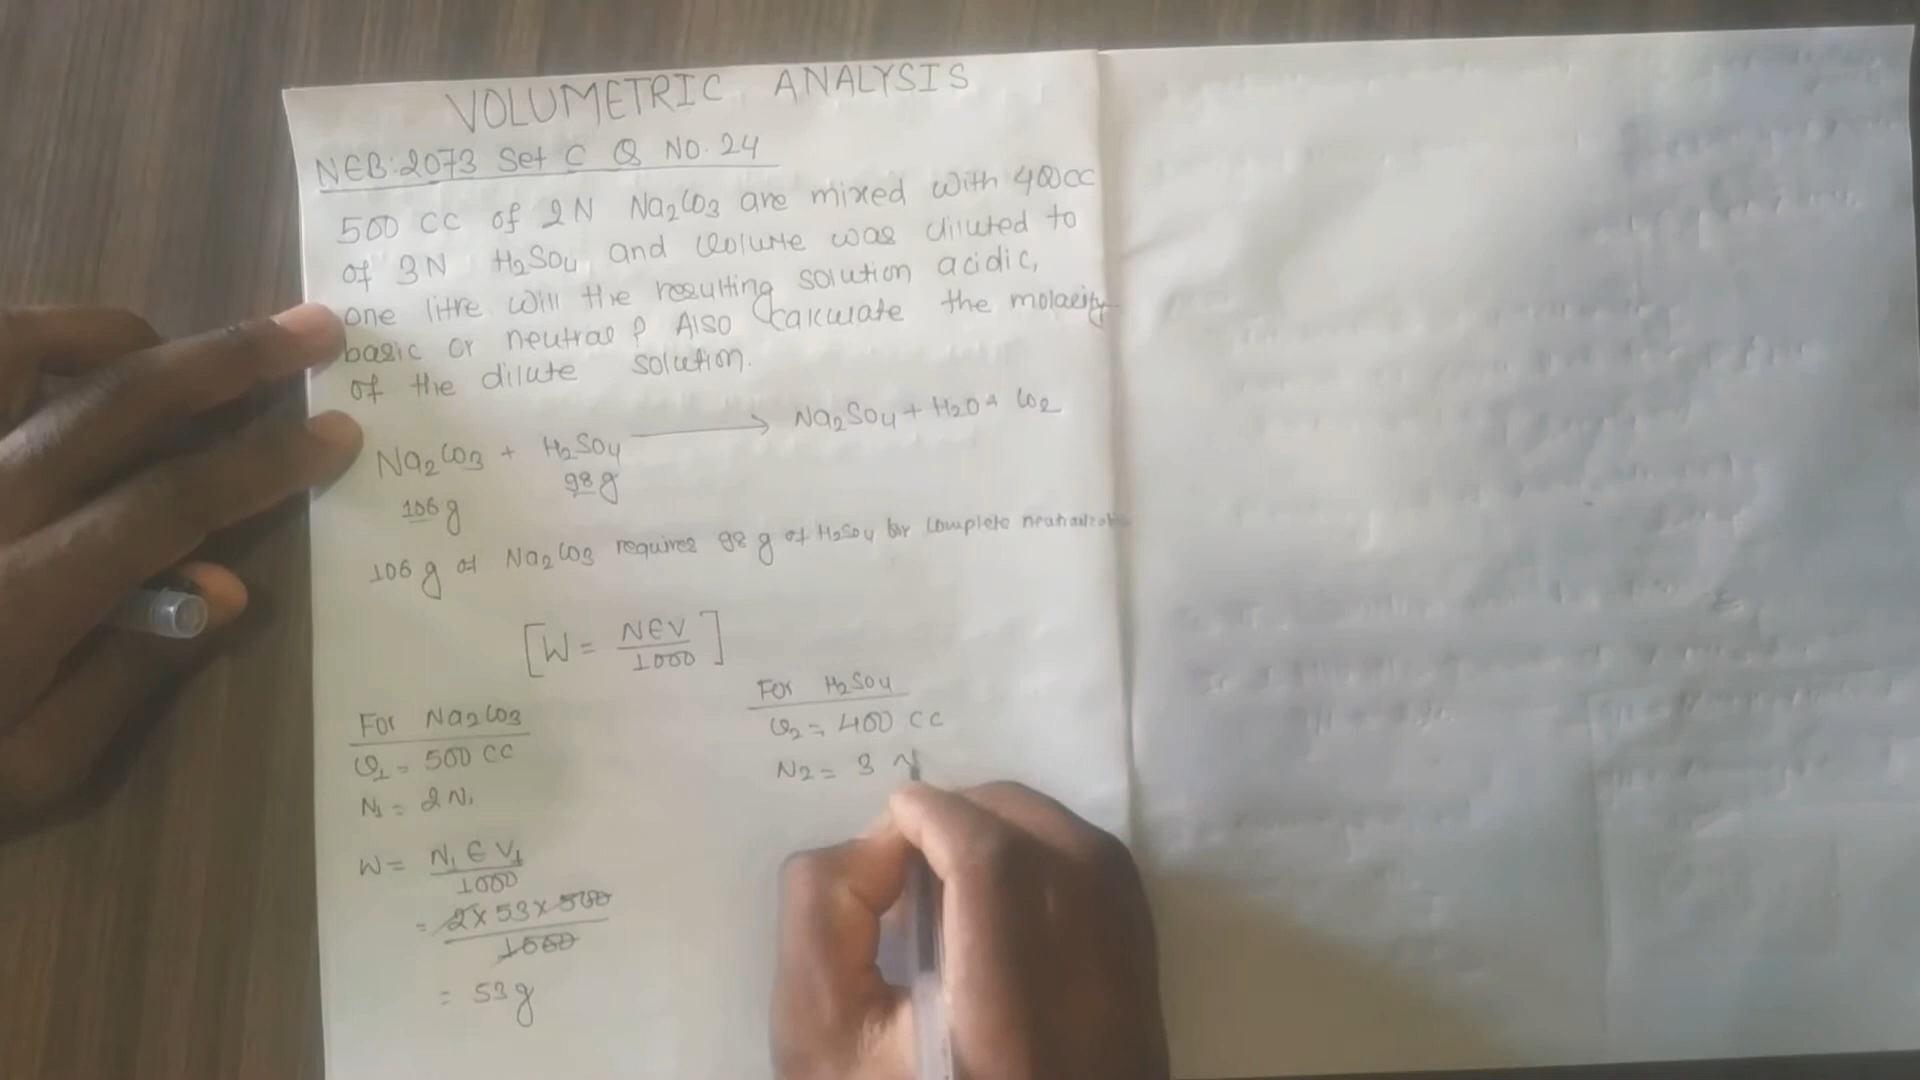 VOLUMETRIC ANALYSIS
NEB:2073 Set C Q NO. 24
500 CC of 2N Na2CO3 are mixed with 400CC
of 3N H2SO4 and volume was diluted to
one litre will the resulting solution acidic,
basic or neutral? Also calculate the molarity
of the dilute solution.
Na2CO3 + H2SO4 → Na2SO4 + H2O + CO2
106 g 98 g
106 g of Na2CO3 requires 98 g of H2SO4 for complete
[W = NEV/1000]
For Na2CO3
V1 = 500 CC
N1 = 2N.
W = N1 E V1/1000
= 2 x 53 x 500/1000
= 53 g
For H2SO4
V2 = 400 CC
N2 = 3 N